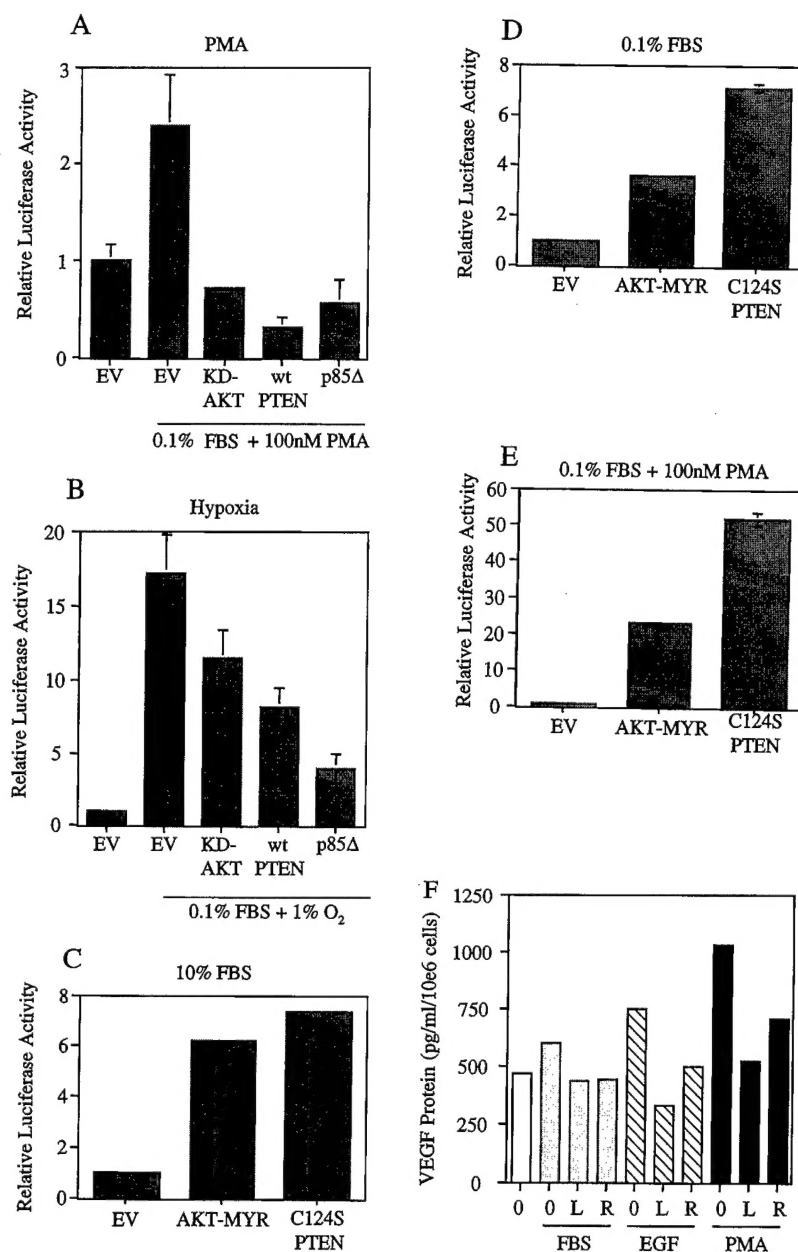 A
PMA
Relative Luciferase Activity
3
2
1
0
EV EV KD-AKT wt PTEN p85Δ
0.1% FBS + 100nM PMA
B
Hypoxia
Relative Luciferase Activity
20
15
10
5
0
EV EV KD-AKT wt PTEN p85Δ
0.1% FBS + 1% O₂
C
10% FBS
Relative Luciferase Activity
8
6
4
2
0
EV AKT-MYR C124S PTEN
D
0.1% FBS
Relative Luciferase Activity
8
6
4
2
0
EV AKT-MYR C124S PTEN
E
0.1% FBS + 100nM PMA
Relative Luciferase Activity
60
50
40
30
20
10
0
EV AKT-MYR C124S PTEN
F
VEGF Protein (pg/ml/10e6 cells)
1250
1000
750
500
250
0
0 0 L R 0 L R 0 L R
FBS EGF PMA